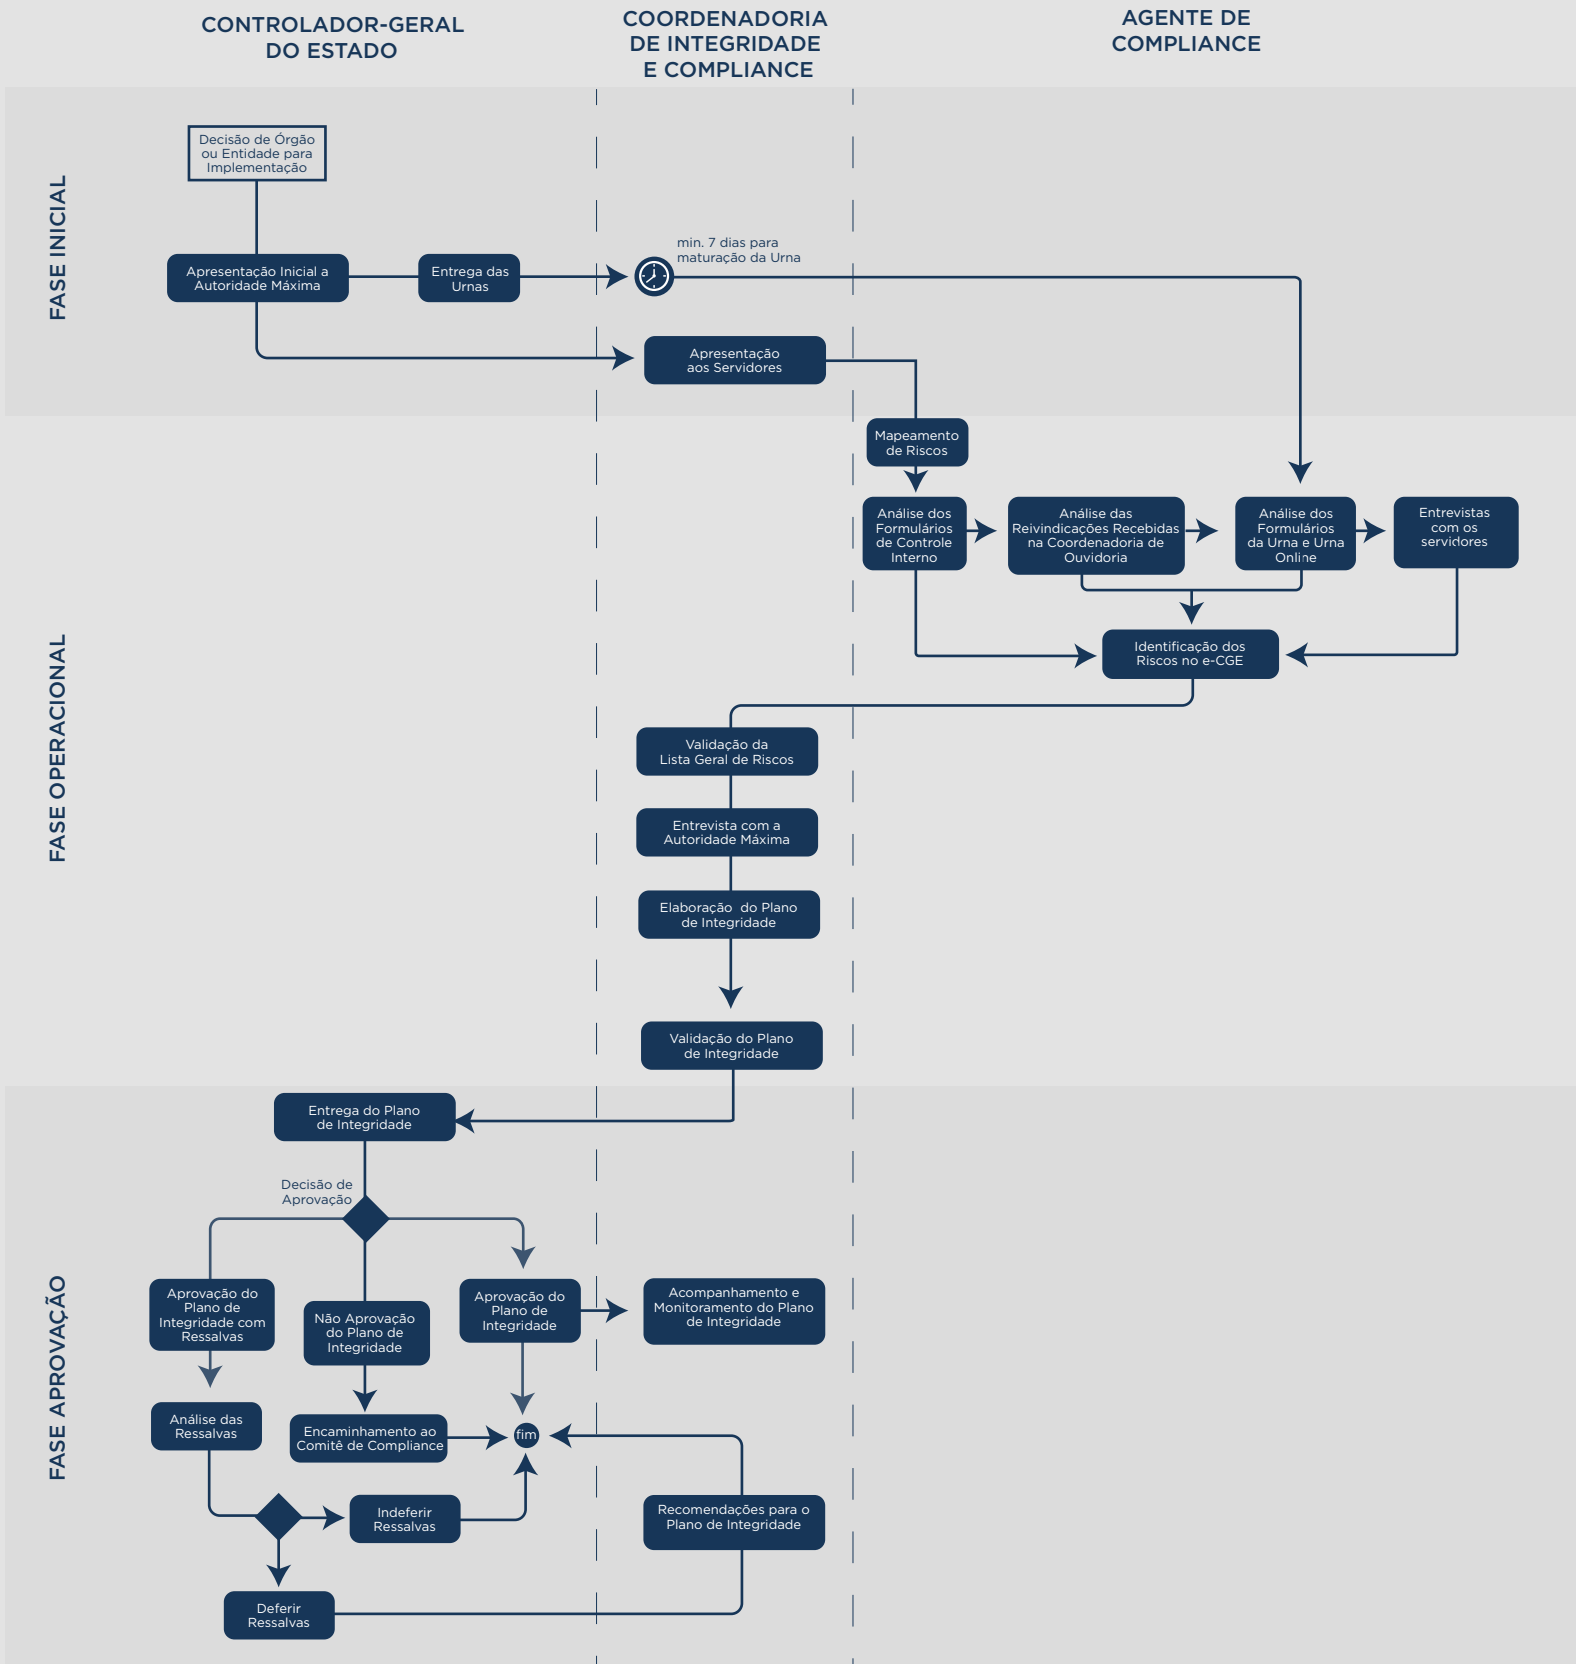 CONTROLADOR-GERAL
DO ESTADO
COORDENADORIA
DE INTEGRIDADE
E COMPLIANCE
AGENTE DE
COMPLIANCE
FASE INICIAL
Decisão de Órgão
ou Entidade para
Implementação
Apresentação Inicial a
Autoridade Máxima
Entrega das
Urnas
min. 7 dias para
maturação da Urna
Apresentação
aos Servidores
FASE OPERACIONAL
Mapeamento
de Riscos
Análise dos
Formulários
de Controle
Interno
Análise das
Reivindicações Recebidas
na Coordenadoria de
Ouvidoria
Análise dos
Formulários
da Urna e Urna
Online
Entrevistas
com os
servidores
Identificação dos
Riscos no e-CGE
Validação da
Lista Geral de Riscos
Entrevista com a
Autoridade Máxima
Elaboração do Plano
de Integridade
Validação do Plano
de Integridade
FASE APROVAÇÃO
Entrega do Plano
de Integridade
Decisão de
Aprovação
Aprovação do
Plano de
Integridade com
Ressalvas
Não Aprovação
do Plano de
Integridade
Aprovação do
Plano de
Integridade
Acompanhamento e
Monitoramento do Plano
de Integridade
Análise das
Ressalvas
Encaminhamento ao
Comitê de Compliance
fim
Indeferir
Ressalvas
Recomendações para o
Plano de Integridade
Deferir
Ressalvas